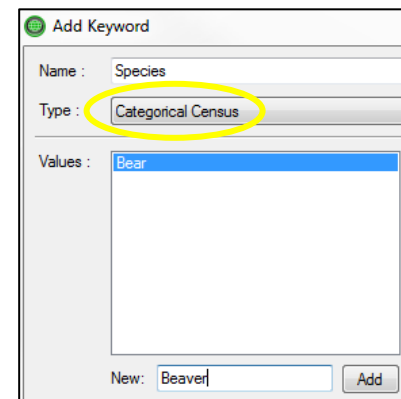 Add Keyword
Name : Species
Type : Categorical Census
Values : Bear
New: Beaver Add